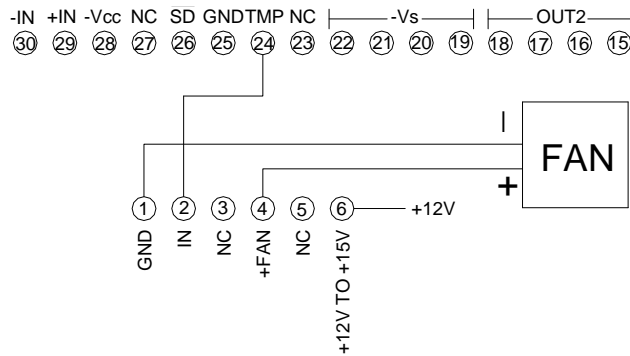 -IN +IN -Vcc NC SD GND TMP NC -Vs OUT2
30 29 28 27 26 25 24 23 22 21 20 19 18 17 16 15
FAN
+
1 2 3 4 5 6 +12V
GND
IN
NC
+FAN
NC
+12V TO +15V